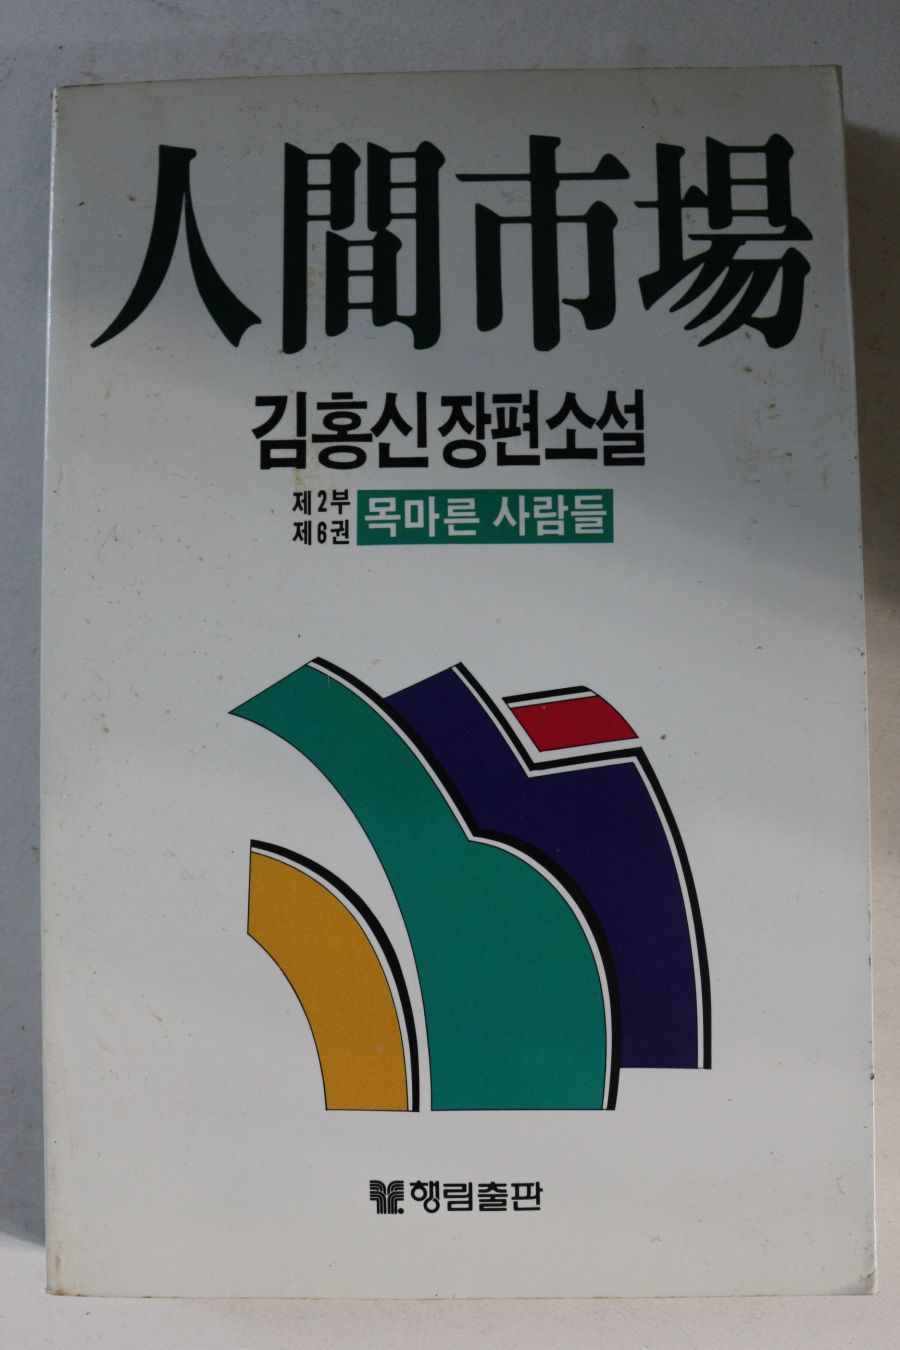 人間市場
김홍신 장편소설
제2부
제6권
목마른 사람들
행림출판